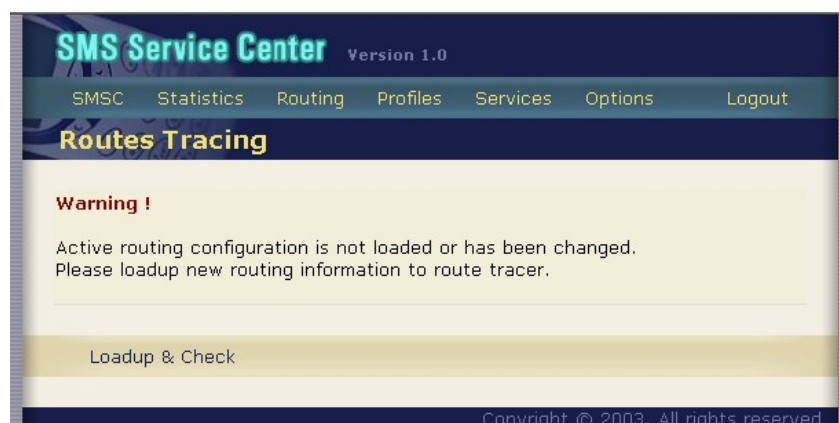 SMS Service Center Version 1.0
SMSC Statistics Routing Profiles Services Options Logout
Routes Tracing
Warning !
Active routing configuration is not loaded or has been changed.
Please loadup new routing information to route tracer.
Loadup & Check
Copyright © 2003. All rights reserved